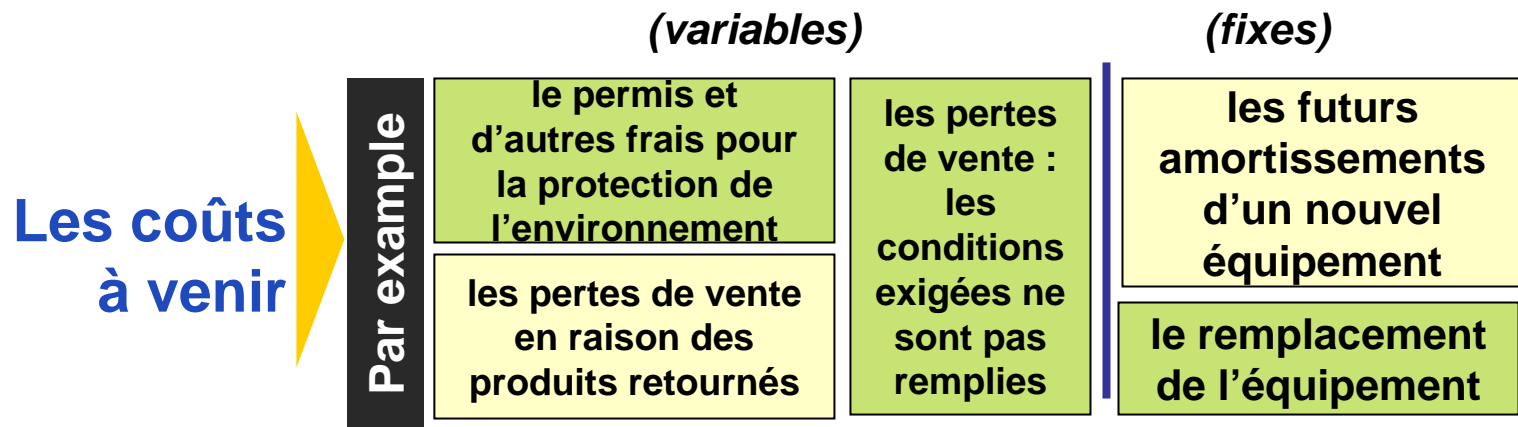 (variables)
(fixes)
Les coûts
à venir
Par example
le permis et
d'autres frais pour
la protection de
l'environnement
les pertes de vente
en raison des
produits retournés
les pertes
de vente :
les
conditions
exigées ne
sont pas
remplies
les futurs
amortissements
d'un nouvel
équipement
le remplacement
de l'équipement